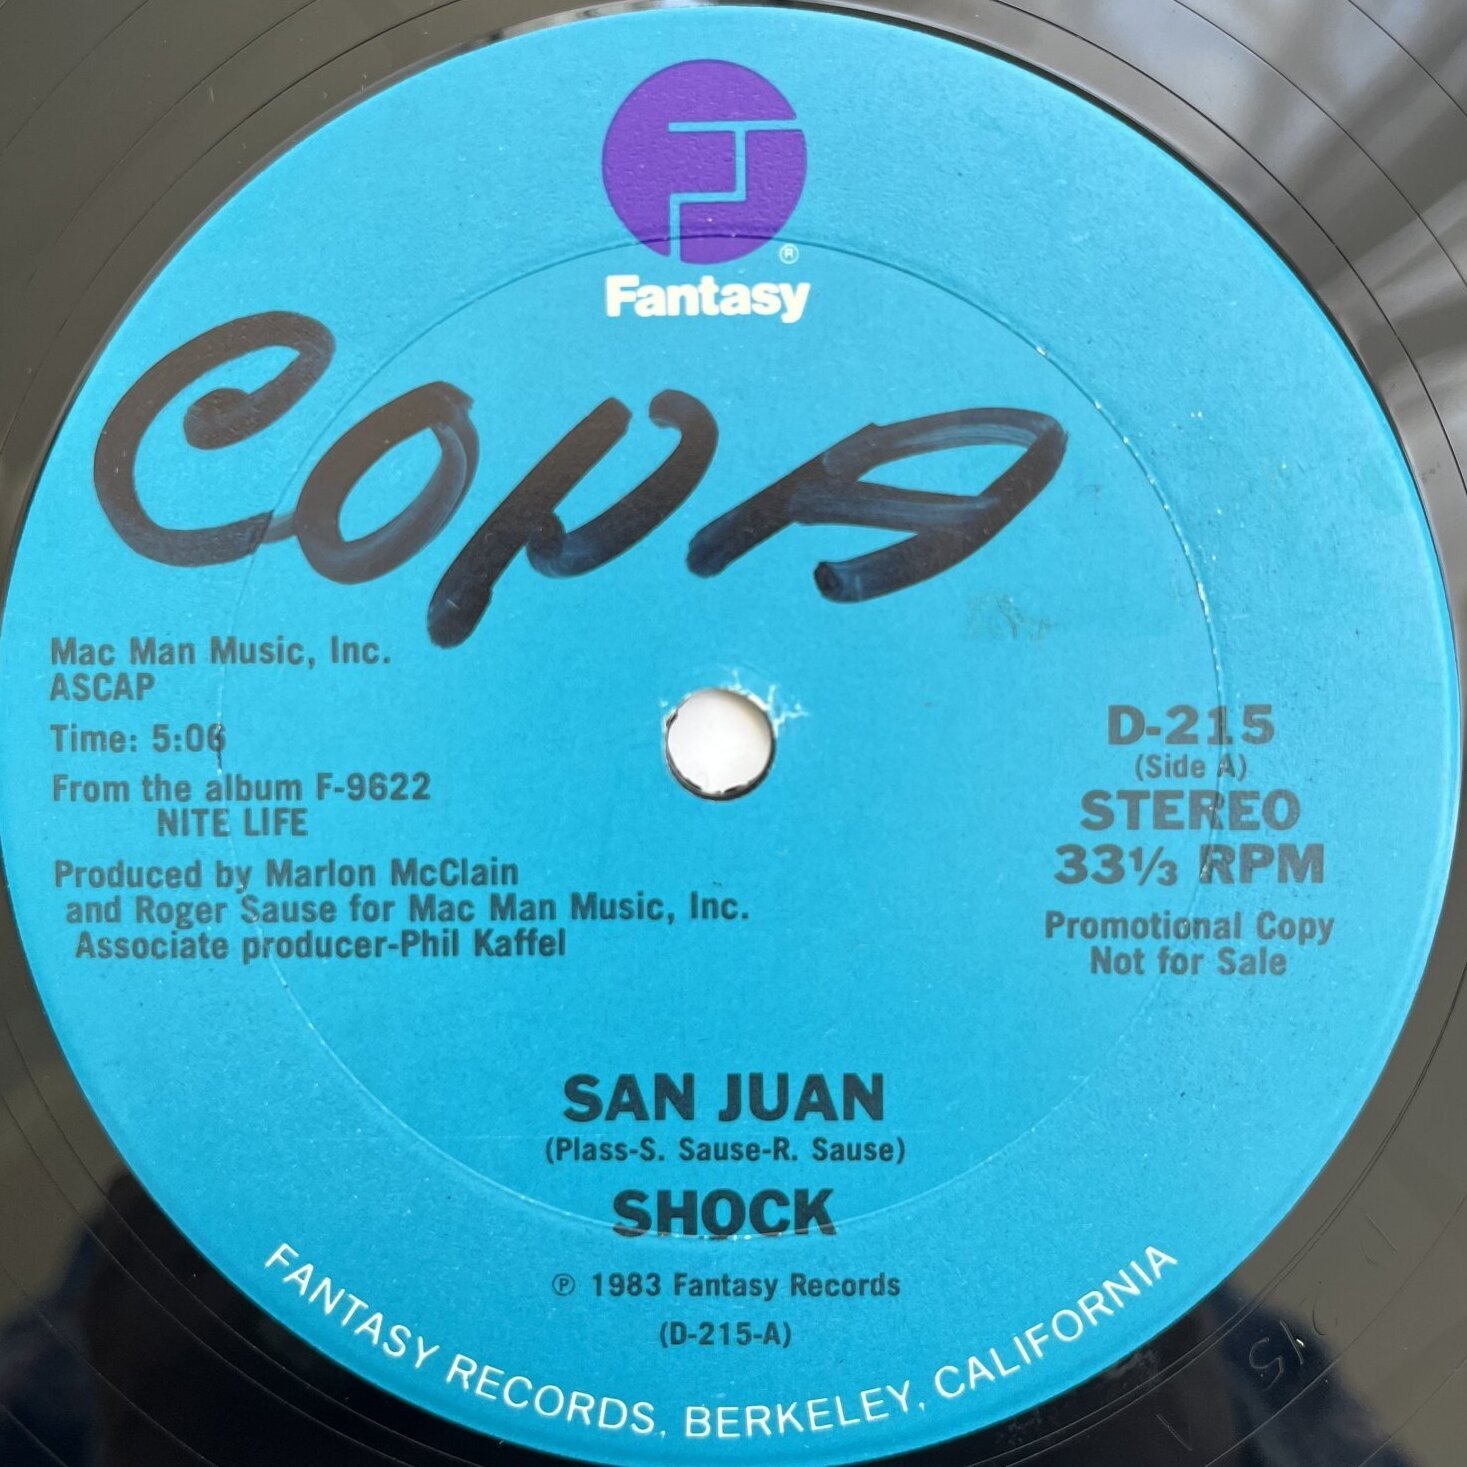 ®
Fantasy
COPA
Mac Man Music, Inc.
ASCAP
Time: 5:06
From the album F-9622
NITE LIFE
Produced by Marlon McClain
and Roger Sause for Mac Man Music, Inc.
Associate producer-Phil Kaffel
D-215
(Side A)
STEREO
33⅓ RPM
Promotional Copy
Not for Sale
SAN JUAN
(Plass-S. Sause-R. Sause)
SHOCK
℗ 1983 Fantasy Records
(D-215-A)
FANTASY RECORDS, BERKELEY, CALIFORNIA